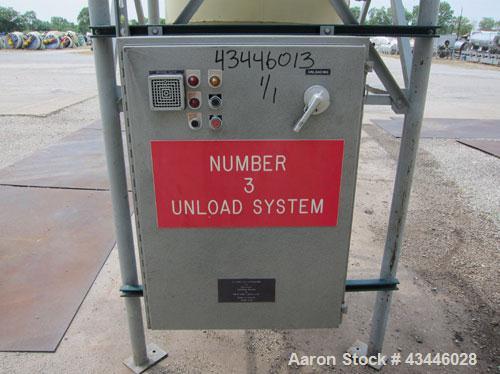 43446013
1/1
UNLOADING
NUMBER
3
UNLOAD SYSTEM
Aaron Stock # 43446028